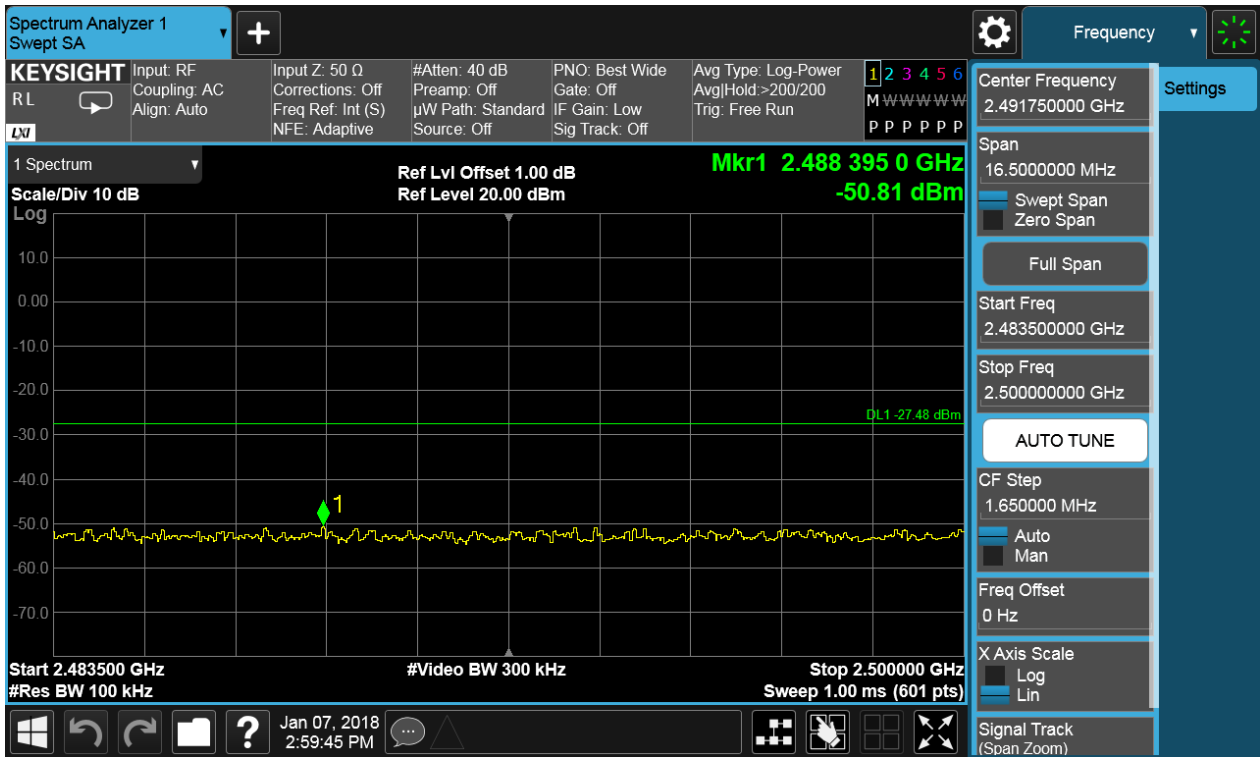 Spectrum Analyzer 1
Swept SA
+
Frequency
KEYSIGHT
R L
LXI
Input: RF
Coupling: AC
Align: Auto
Input Z: 50 Ω
Corrections: Off
Freq Ref: Int (S)
NFE: Adaptive
#Atten: 40 dB
Preamp: Off
µW Path: Standard
Source: Off
PNO: Best Wide
Gate: Off
IF Gain: Low
Sig Track: Off
Avg Type: Log-Power
Avg|Hold:>200/200
Trig: Free Run
1 2 3 4 5 6
M W W W W W
P P P P P P
1 Spectrum
Scale/Div 10 dB
Log
Ref Lvl Offset 1.00 dB
Ref Level 20.00 dBm
Mkr1 2.488 395 0 GHz
-50.81 dBm
10.0
0.00
-10.0
-20.0
-30.0
-40.0
-50.0
-60.0
-70.0
DL1 -27.48 dBm
1
Start 2.483500 GHz
#Res BW 100 kHz
#Video BW 300 kHz
Stop 2.500000 GHz
Sweep 1.00 ms (601 pts)
?
Jan 07, 2018
2:59:45 PM
Center Frequency
2.491750000 GHz
Span
16.5000000 MHz
Swept Span
Zero Span
Full Span
Start Freq
2.483500000 GHz
Stop Freq
2.500000000 GHz
AUTO TUNE
CF Step
1.650000 MHz
Auto
Man
Freq Offset
0 Hz
X Axis Scale
Log
Lin
Signal Track
(Span Zoom)
Settings